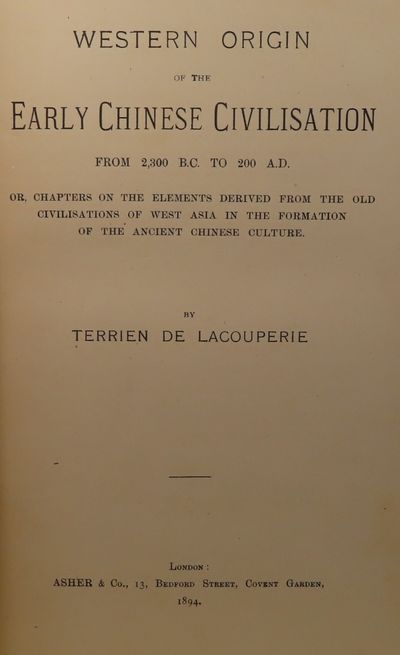 WESTERN ORIGIN
OF THE
EARLY CHINESE CIVILISATION
FROM 2,300 B.C. TO 200 A.D.
OR, CHAPTERS ON THE ELEMENTS DERIVED FROM THE OLD
CIVILISATIONS OF WEST ASIA IN THE FORMATION
OF THE ANCIENT CHINESE CULTURE.
BY
TERRIEN DE LACOUPERIE
LONDON:
ASHER & Co., 13, BEDFORD STREET, COVENT GARDEN,
1894.